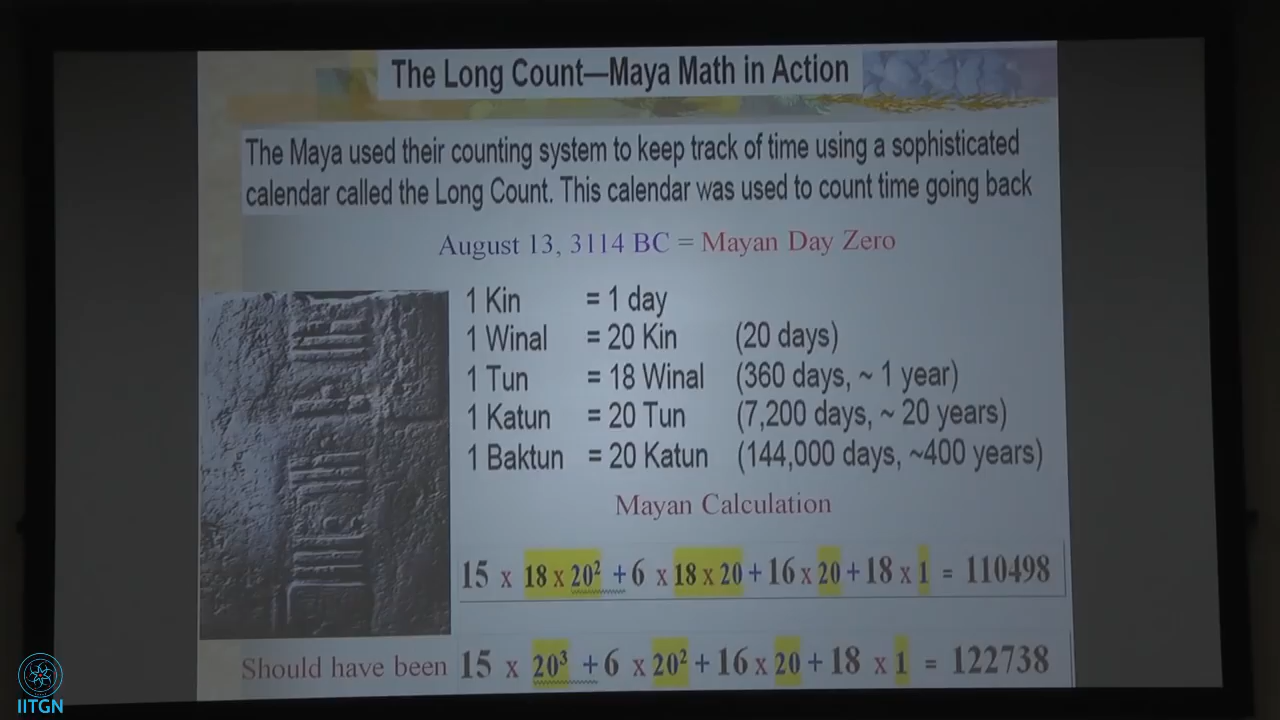 The Long Count—Maya Math in Action
The Maya used their counting system to keep track of time using a sophisticated
calendar called the Long Count. This calendar was used to count time going back
August 13, 3114 BC = Mayan Day Zero
1 Kin = 1 day
1 Winal = 20 Kin (20 days)
1 Tun = 18 Winal (360 days, ~ 1 year)
1 Katun = 20 Tun (7,200 days, ~ 20 years)
1 Baktun = 20 Katun (144,000 days, ~400 years)
Mayan Calculation
15 x 18 x 20² + 6 x 18 x 20 + 16 x 20 + 18 x 1 = 110498
Should have been 15 x 20³ + 6 x 20² + 16 x 20 + 18 x 1 = 122738
IITGN